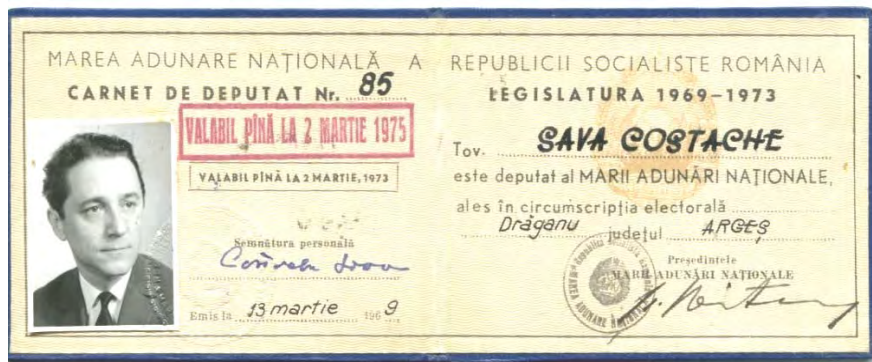 MAREA ADUNARE NAȚIONALĂ A REPUBLICII SOCIALISTE ROMÂNIA
CARNET DE DEPUTAT Nr. 85
VALABIL PÎNĂ LA 2 MARTIE 1975
VALABIL PÎNĂ LA 2 MARTIE, 1973
Semnătura personală
Emis la 13 martie 1969
LEGISLATURA 1969-1973
Tov. SAVA COSTACHE
este deputat al MARII ADUNĂRI NAȚIONALE,
ales în circumscripția electorală
Drăganu județul ARGEȘ
Președintele
MARII ADUNĂRI NAȚIONALE